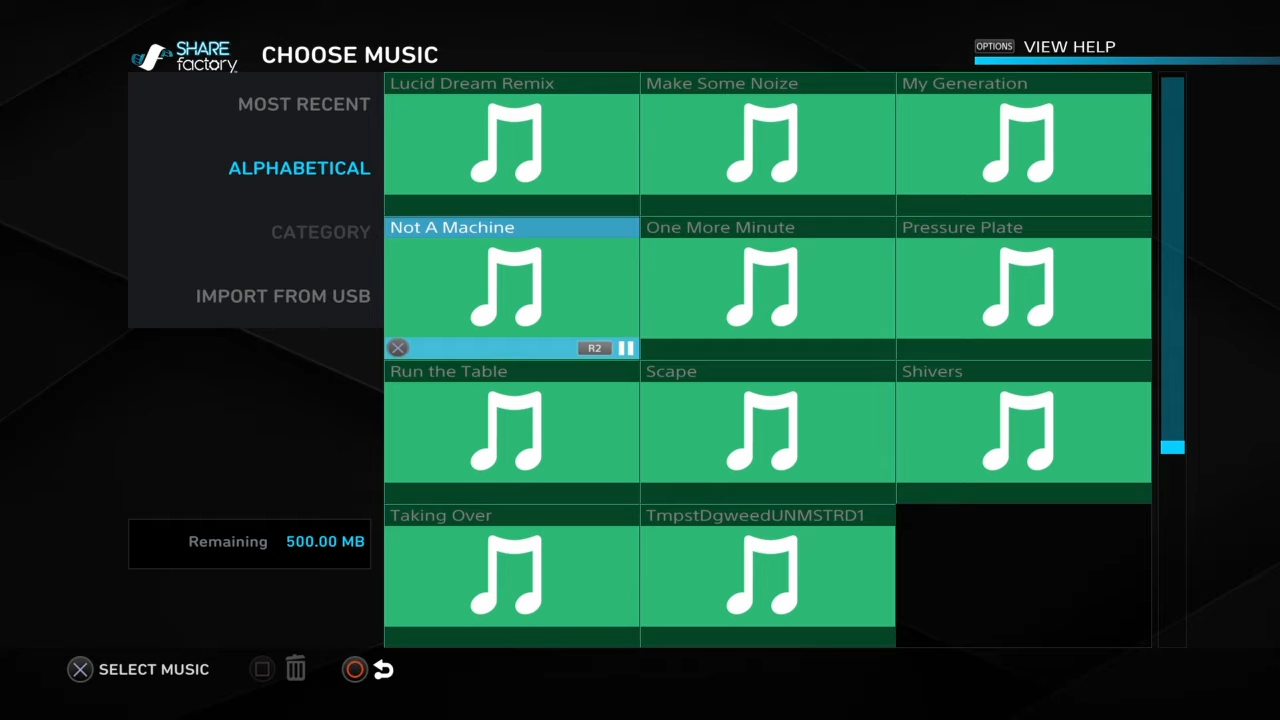 SHARE
factory™
CHOOSE MUSIC
OPTIONS VIEW HELP
MOST RECENT
ALPHABETICAL
CATEGORY
IMPORT FROM USB
Remaining 500.00 MB
Lucid Dream Remix
Make Some Noize
My Generation
Not A Machine
R2
One More Minute
Pressure Plate
Run the Table
Scape
Shivers
Taking Over
TmpstDgweedUNMSTRD1
SELECT MUSIC